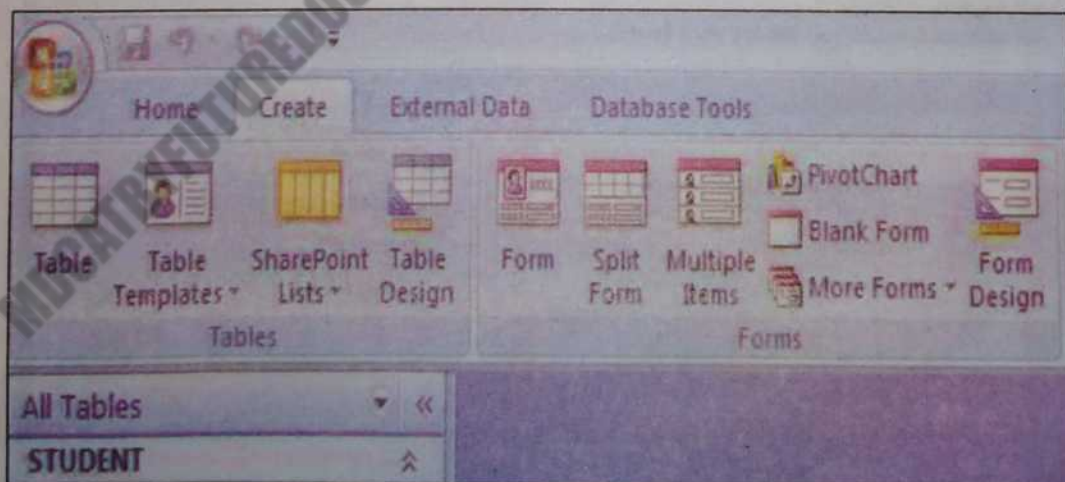 Home Create External Data Database Tools
Table
Table Templates
SharePoint Lists
Table Design
Tables
Form
Split Form
Multiple Items
PivotChart
Blank Form
More Forms
Form Design
Forms
All Tables
STUDENT